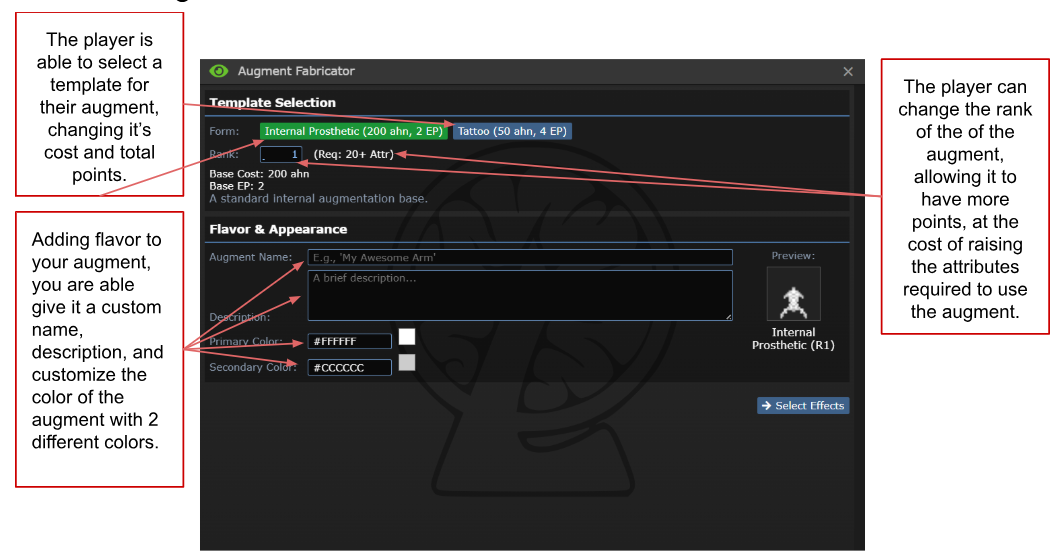 The player is
able to select a
template for
their augment,
changing it's
cost and total
points.
Adding flavor to
your augment,
you are able
give it a custom
name,
description, and
customize the
color of the
augment with 2
different colors.
Augment Fabricator
Template Selection
Form: Internal Prosthetic (200 ahn, 2 EP) Tattoo (50 ahn, 4 EP)
Rank: 1 (Req: 20+ Attr)
Base Cost: 200 ahn
Base EP: 2
A standard internal augmentation base.
Flavor & Appearance
Augment Name: E.g., 'My Awesome Arm'
A brief description...
Description:
Primary Color: #FFFFFF
Secondary Color: #CCCCCC
Preview:
Internal
Prosthetic (R1)
→ Select Effects
The player can
change the rank
of the of the
augment,
allowing it to
have more
points, at the
cost of raising
the attributes
required to use
the augment.